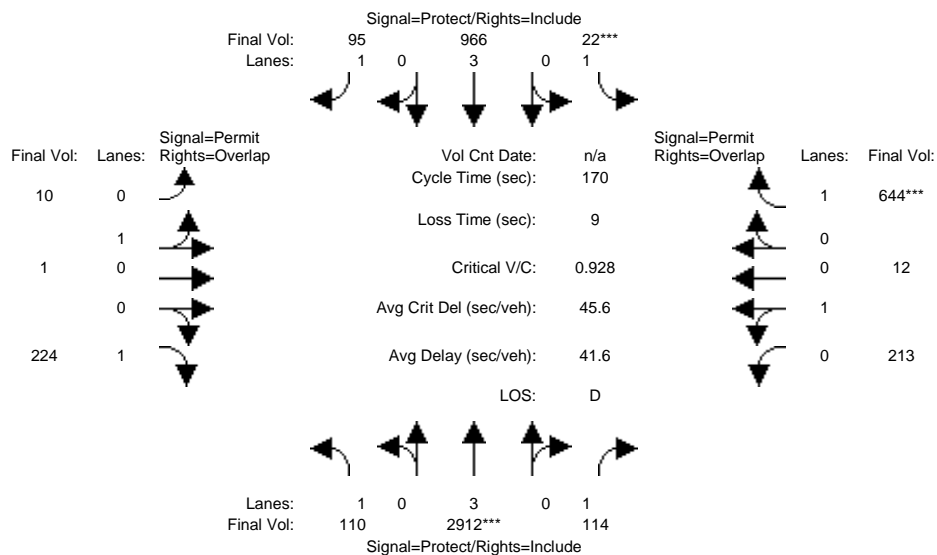 Signal=Protect/Rights=Include
Final Vol: 95 966 22***
Lanes: 1 0 3 0 1
Signal=Permit Signal=Permit
Final Vol: Lanes: Rights=Overlap Vol Cnt Date: n/a Rights=Overlap Lanes: Final Vol:
Cycle Time (sec): 170
10 0 1 644***
Loss Time (sec): 9
1 0
1 0 Critical V/C: 0.928 0 12
0 Avg Crit Del (sec/veh): 45.6 1
224 1 Avg Delay (sec/veh): 41.6 0 213
LOS: D
Lanes: 1 0 3 0 1
Final Vol: 110 2912*** 114
Signal=Protect/Rights=Include